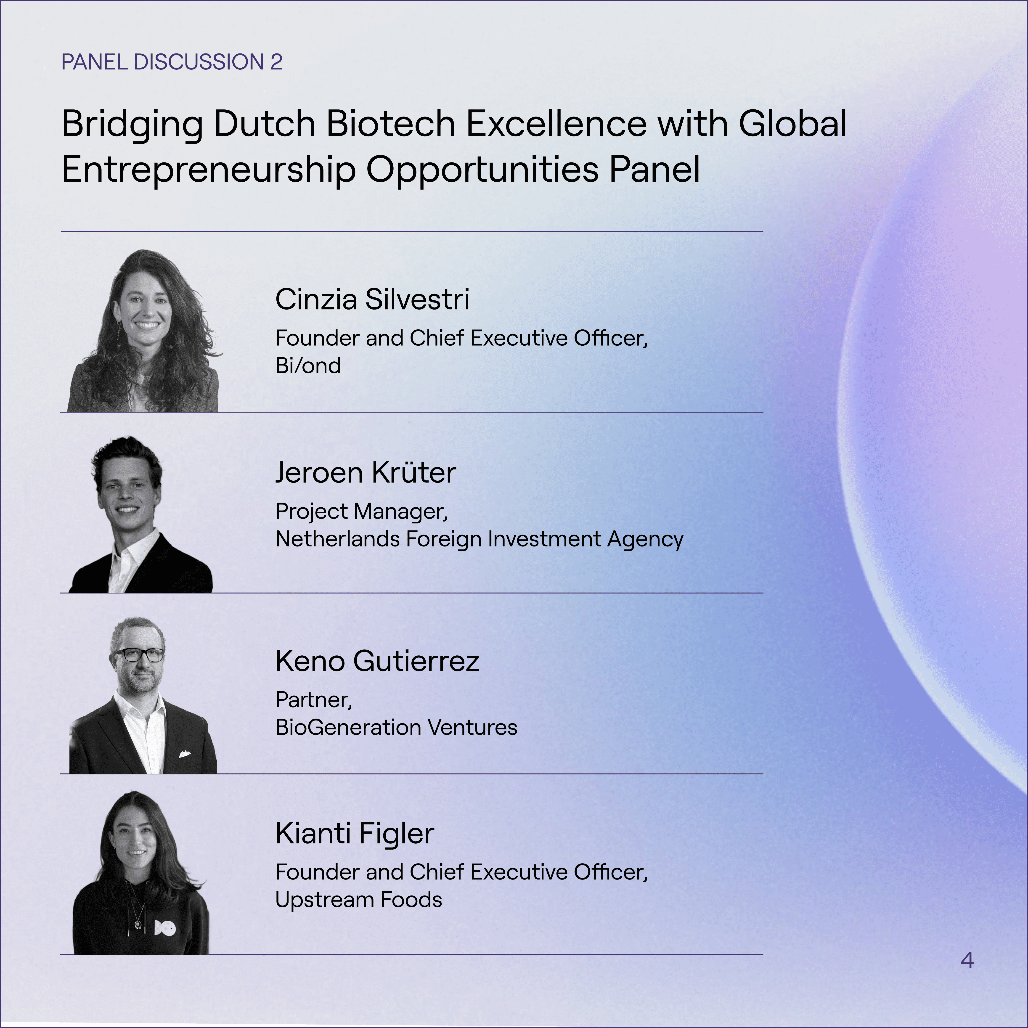 PANEL DISCUSSION 2
Bridging Dutch Biotech Excellence with Global
Entrepreneurship Opportunities Panel
Cinzia Silvestri
Founder and Chief Executive Officer,
Bi/ond
Jeroen Krüter
Project Manager,
Netherlands Foreign Investment Agency
Keno Gutierrez
Partner,
BioGeneration Ventures
Kianti Figler
Founder and Chief Executive Officer,
Upstream Foods
4